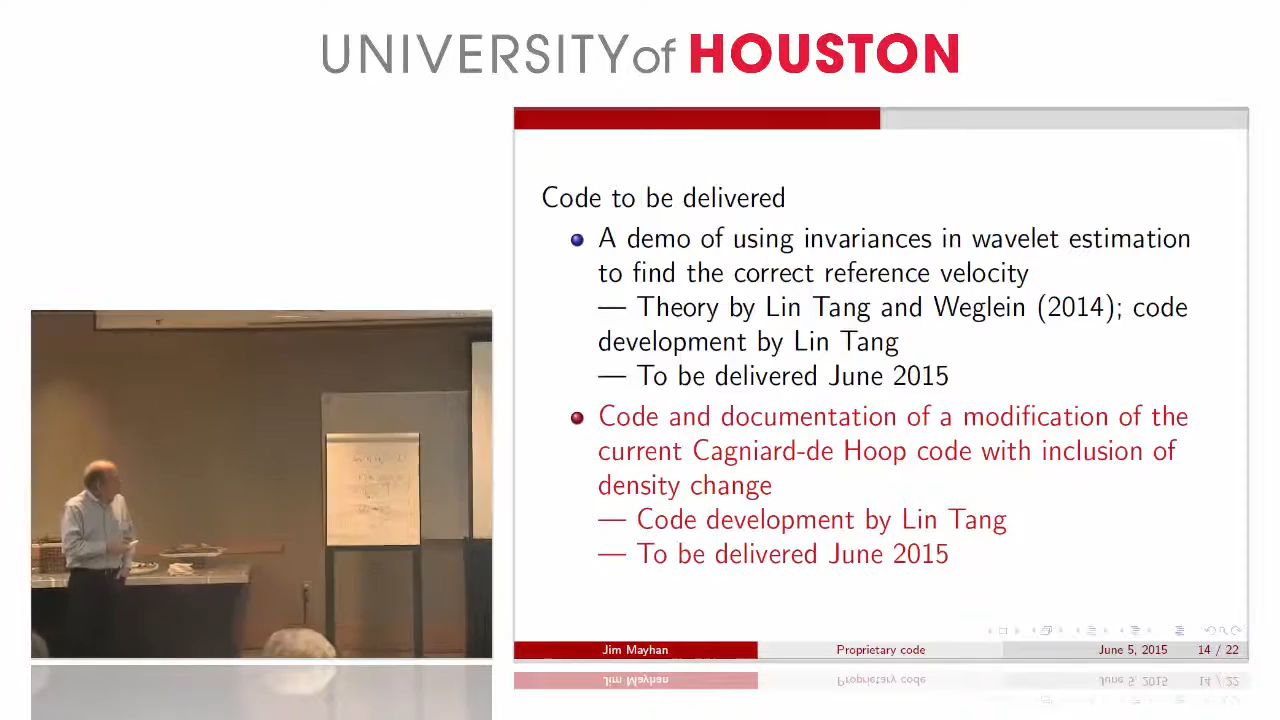 UNIVERSITY of HOUSTON
Code to be delivered
A demo of using invariances in wavelet estimation
to find the correct reference velocity
— Theory by Lin Tang and Weglein (2014); code
development by Lin Tang
— To be delivered June 2015
Code and documentation of a modification of the
current Cagniard-de Hoop code with inclusion of
density change
— Code development by Lin Tang
— To be delivered June 2015
Jim Mayhan Proprietary code June 5, 2015 14 / 22